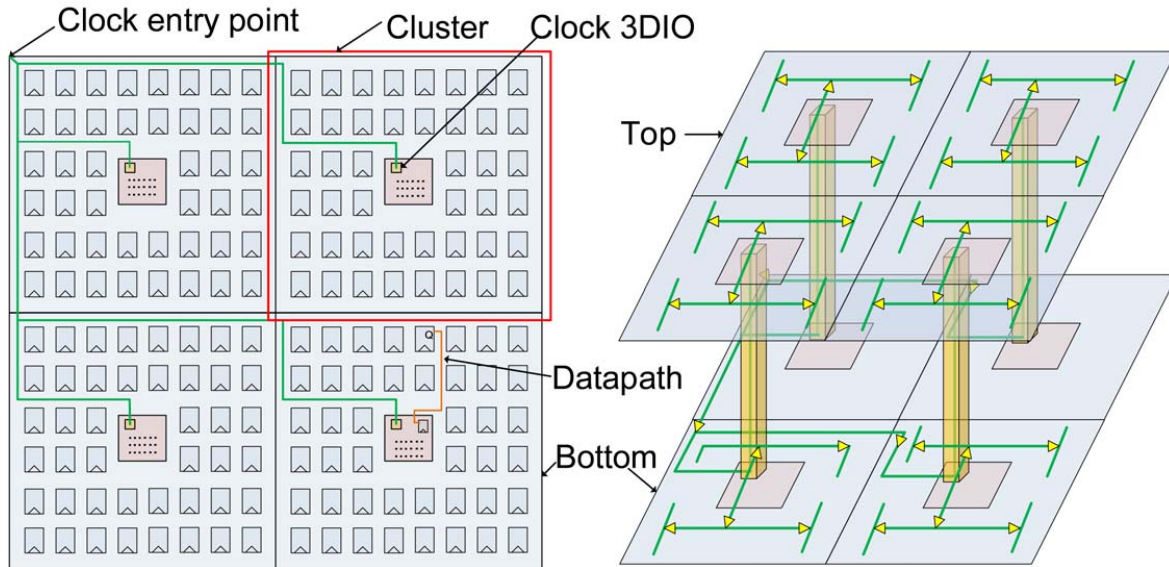 Clock entry point
Cluster
Clock 3DIO
Top
Q
Datapath
Bottom